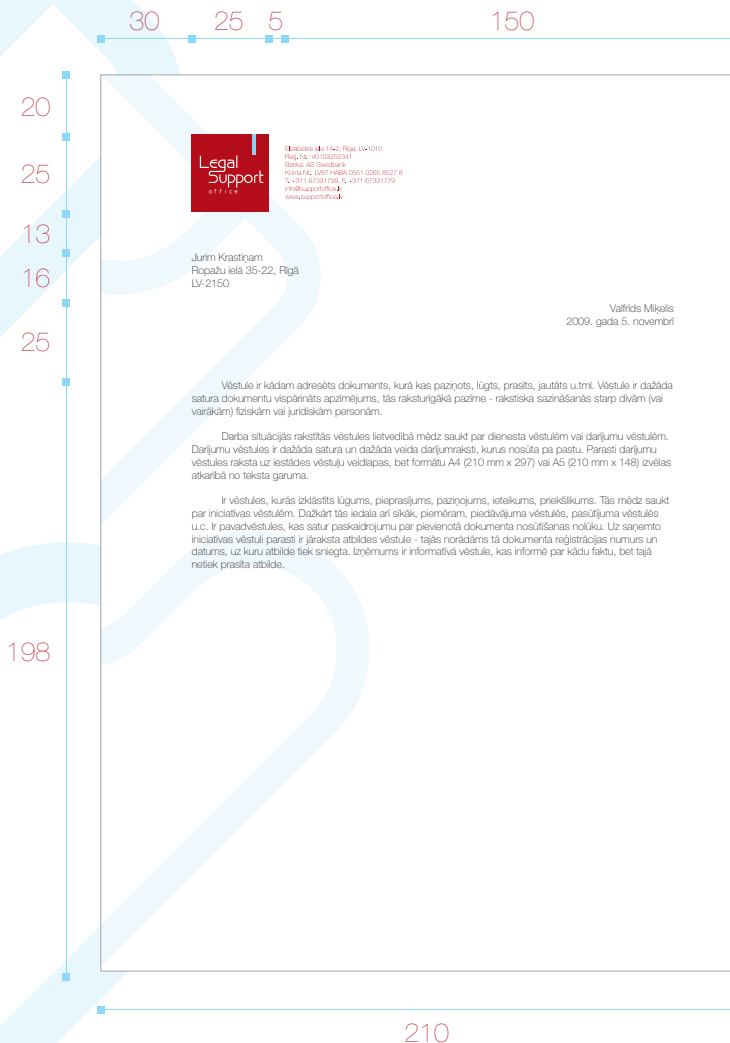 30 25 5 150
20
25
13
16
25
198
210
Legal
Support
office
Elizabetes iela 14-2, Rīga, LV-1010
Reģ. Nr.: 40103252341
Banka: AS Swedbank
Konta Nr.: LV87 HABA 0551 0265 8527 8
T. +371 67331799, F. +371 67331779
info@supportoffice.lv
www.supportoffice.lv
Jurim Krastiņam
Ropažu ielā 35-22, Rīgā
LV-2150
Valfrīds Miķelis
2009. gada 5. novembrī
Vēstule ir kādam adresēts dokuments, kurā kas paziņots, lūgts, prasīts, jautāts u.tml. Vēstule ir dažāda
satura dokumentu vispārināts apzīmējums, tās raksturīgākā pazīme - rakstiska sazināšanās starp divām (vai
vairākām) fiziskām vai juridiskām personām.
Darba situācijās rakstītās vēstules lietvedībā mēdz saukt par dienesta vēstulēm vai darījumu vēstulēm.
Darījumu vēstules ir dažāda satura un dažāda veida darījumraksti, kurus nosūta pa pastu. Parasti darījumu
vēstules raksta uz iestādes vēstuļu veidlapas, bet formātu A4 (210 mm x 297) vai A5 (210 mm x 148) izvēlas
atkarībā no teksta garuma.
Ir vēstules, kurās izklāstīts lūgums, pieprasījums, paziņojums, ieteikums, priekšlikums. Tās mēdz saukt
par iniciatīvas vēstulēm. Dažkārt tās iedala arī sīkāk, piemēram, piedāvājuma vēstulēs, pasūtījuma vēstulēs
u.c. Ir pavadvēstules, kas satur paskaidrojumu par pievienotā dokumenta nosūtīšanas nolūku. Uz saņemto
iniciatīvas vēstuli parasti ir jāraksta atbildes vēstule - tajās norādāms tā dokumenta reģistrācijas numurs un
datums, uz kuru atbilde tiek sniegta. Izņēmums ir informatīvā vēstule, kas informē par kādu faktu, bet tajā
netiek prasīta atbilde.